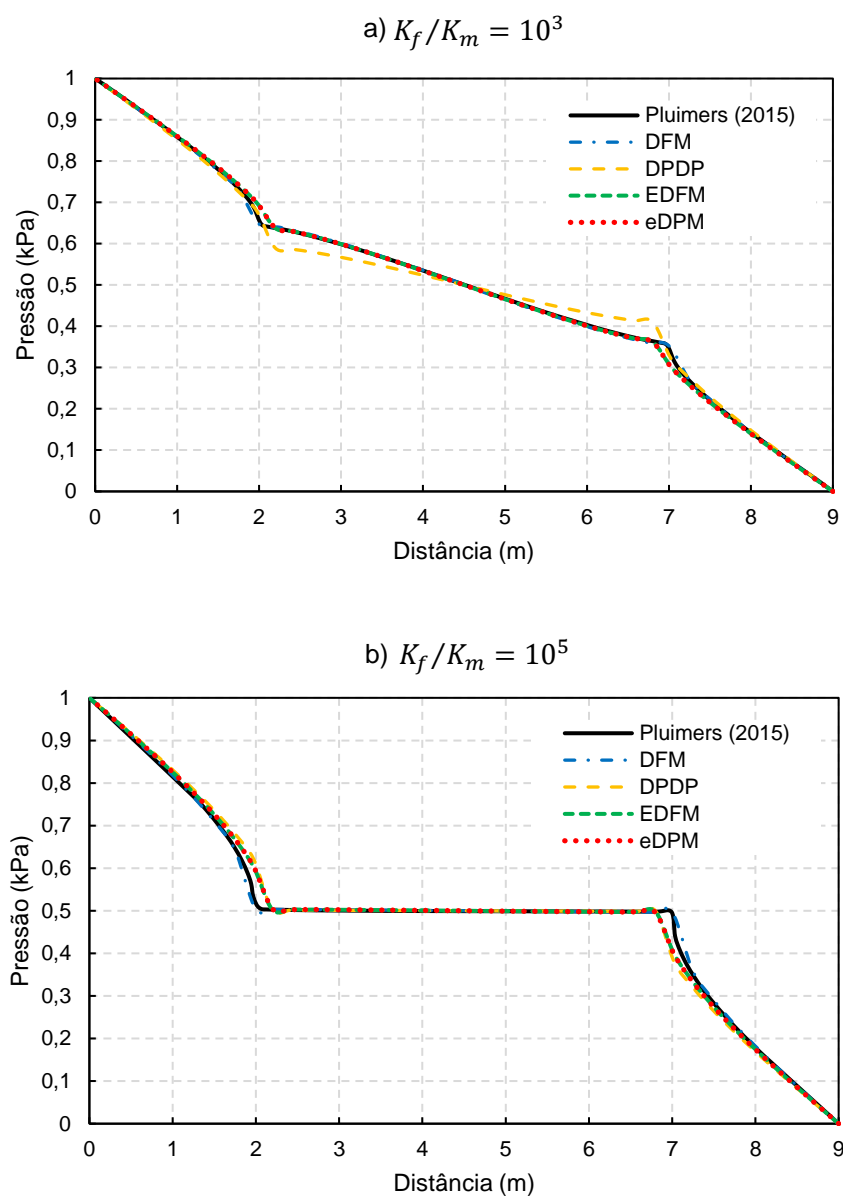 a) K_f/K_m = 10^3
Pressão (kPa)
1
0,9
0,8
0,7
0,6
0,5
0,4
0,3
0,2
0,1
0
Pluimers (2015)
DFM
DPDP
EDFM
eDPM
0 1 2 3 4 5 6 7 8 9
Distância (m)
b) K_f/K_m = 10^5
Pressão (kPa)
1
0,9
0,8
0,7
0,6
0,5
0,4
0,3
0,2
0,1
0
Pluimers (2015)
DFM
DPDP
EDFM
eDPM
0 1 2 3 4 5 6 7 8 9
Distância (m)